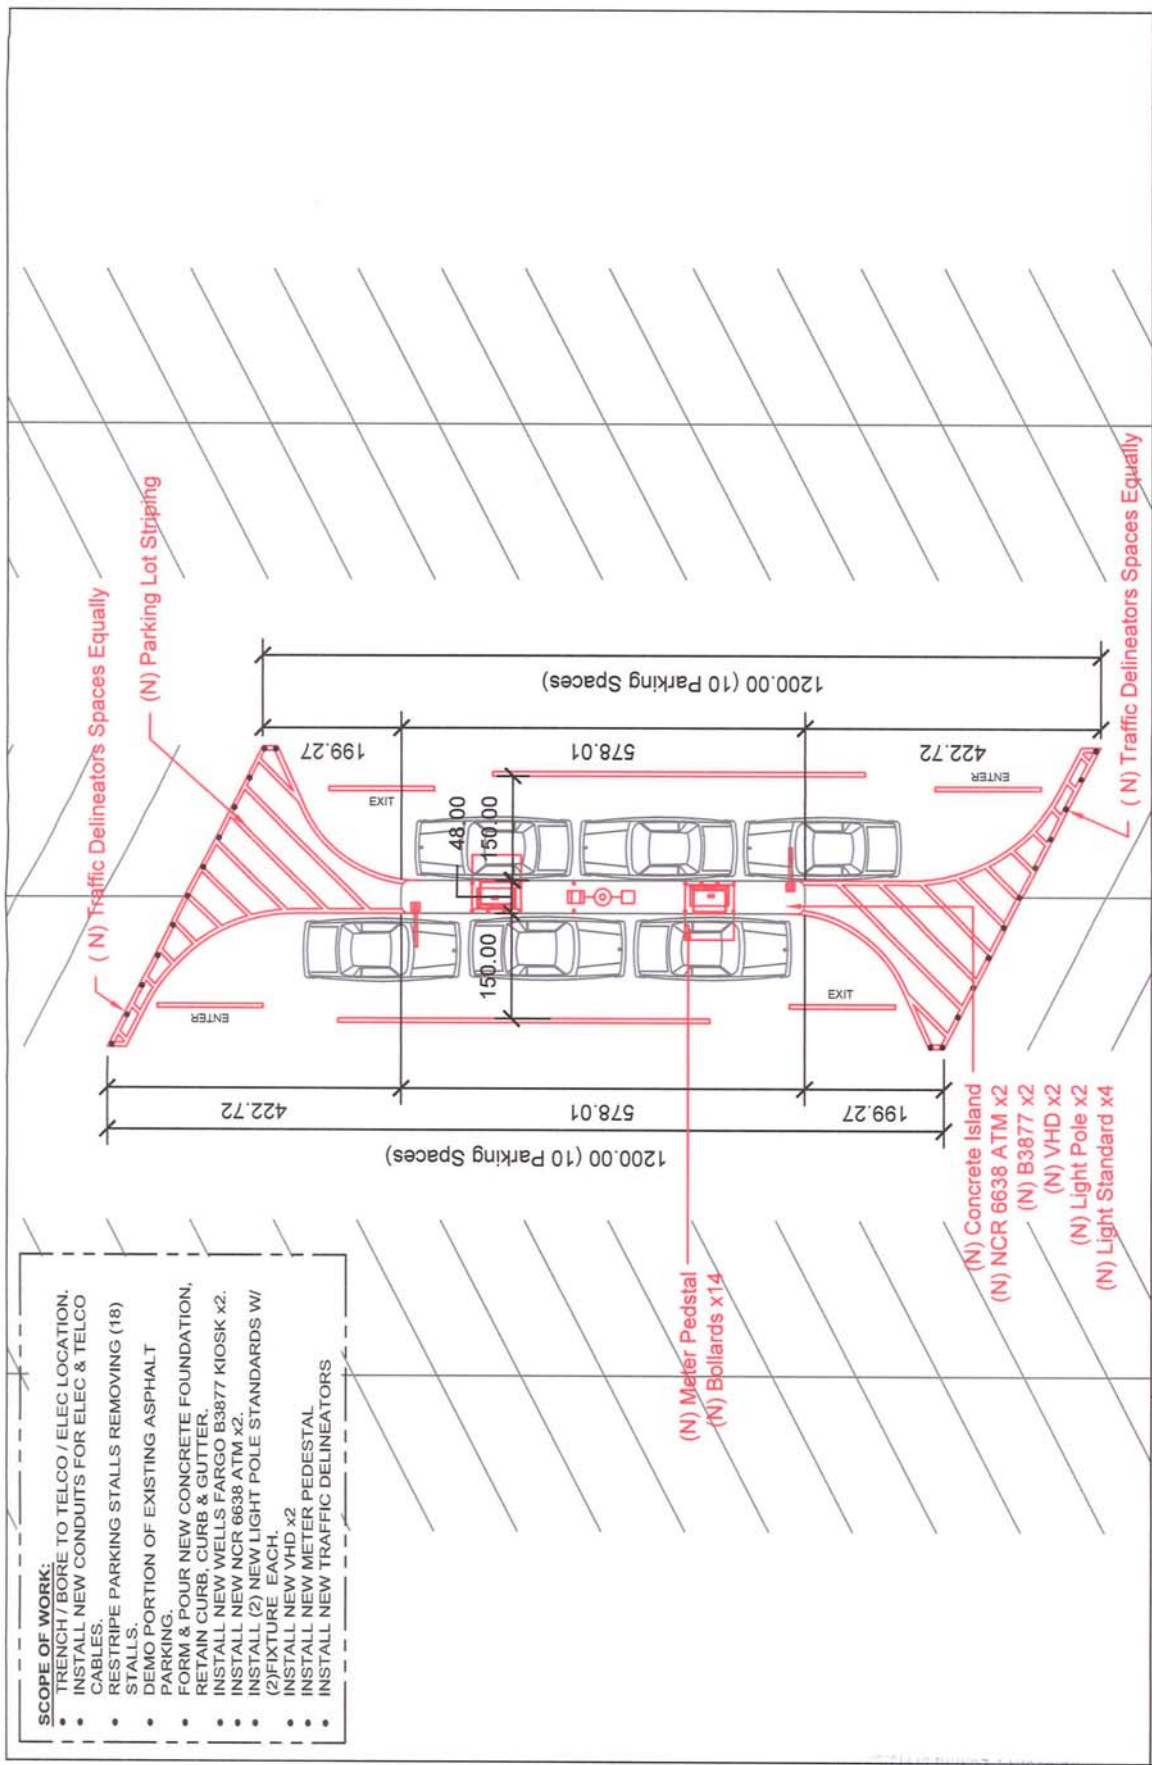 SCOPE OF WORK:
• TRENCH / BORE TO TELCO / ELEC LOCATION.
• INSTALL NEW CONDUITS FOR ELEC & TELCO
CABLES.
• RESTRIPE PARKING STALLS REMOVING (18)
STALLS.
• DEMO PORTION OF EXISTING ASPHALT
PARKING.
• FORM & POUR NEW CONCRETE FOUNDATION,
RETAIN CURB, CURB & GUTTER.
• INSTALL NEW WELLS FARGO B3877 KIOSK x2.
• INSTALL NEW NCR 6638 ATM x2.
• INSTALL (2) NEW LIGHT POLE STANDARDS W/
(2)FIXTURE EACH.
• INSTALL NEW VHD x2
• INSTALL NEW METER PEDESTAL
• INSTALL NEW TRAFFIC DELINEATORS
( N) Traffic Delineators Spaces Equally
(N) Parking Lot Striping
1200.00 (10 Parking Spaces)
422.72
578.01
199.27
ENTER
EXIT
150.00
48.00
150.00
EXIT
ENTER
199.27
578.01
422.72
1200.00 (10 Parking Spaces)
(N) Meter Pedstal
(N) Bollards x14
(N) Concrete Island
(N) NCR 6638 ATM x2
(N) B3877 x2
(N) VHD x2
(N) Light Pole x2
(N) Light Standard x4
( N) Traffic Delineators Spaces Equally